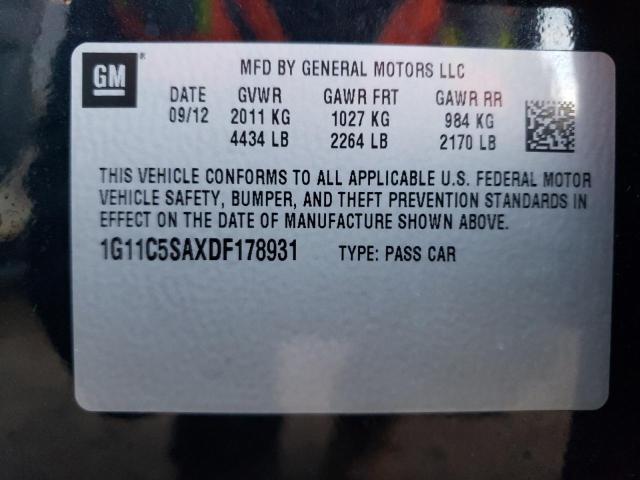 GM ®
MFD BY GENERAL MOTORS LLC
DATE GVWR GAWR FRT GAWR RR
09/12 2011 KG 1027 KG 984 KG
4434 LB 2264 LB 2170 LB
THIS VEHICLE CONFORMS TO ALL APPLICABLE U.S. FEDERAL MOTOR
VEHICLE SAFETY, BUMPER, AND THEFT PREVENTION STANDARDS IN
EFFECT ON THE DATE OF MANUFACTURE SHOWN ABOVE.
1G11C5SAXDF178931 TYPE: PASS CAR